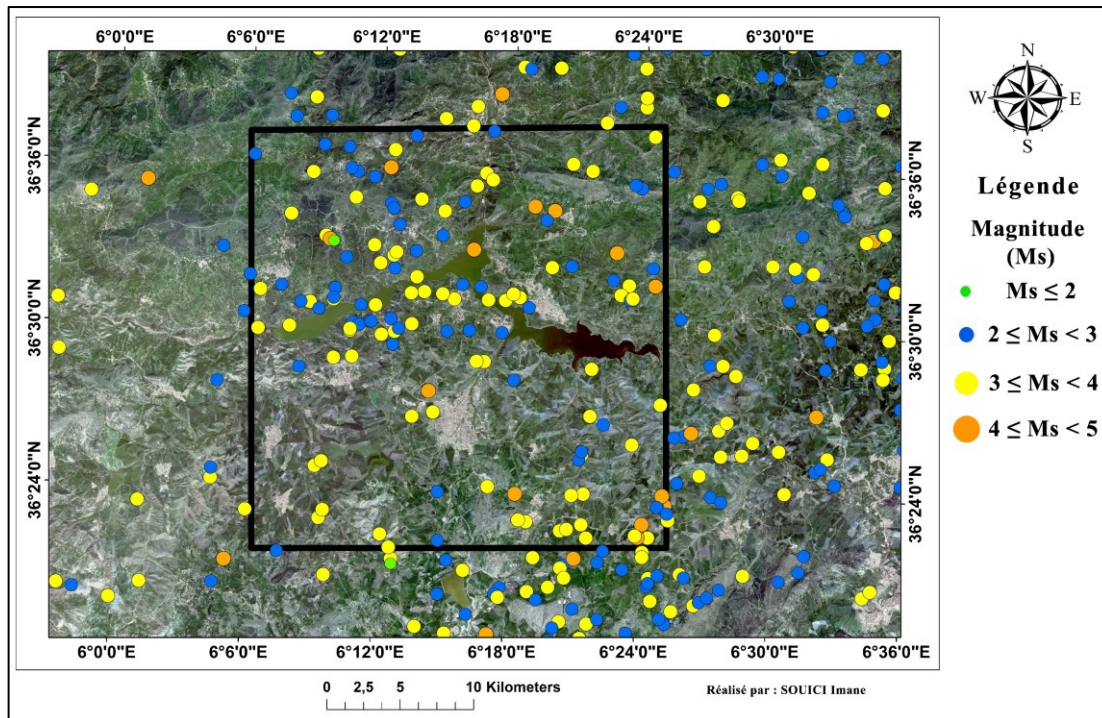 6°0'0"E 6°6'0"E 6°12'0"E 6°18'0"E 6°24'0"E 6°30'0"E
36°36'0"N
36°30'0"N
36°24'0"N
36°36'0"N
36°30'0"N
36°24'0"N
6°0'0"E 6°6'0"E 6°12'0"E 6°18'0"E 6°24'0"E 6°30'0"E 6°36'0"E
0 2,5 5 10 Kilometers
Réalisé par : SOUICI Imane
N
W E
S
Légende
Magnitude
(Ms)
Ms ≤ 2
2 ≤ Ms < 3
3 ≤ Ms < 4
4 ≤ Ms < 5